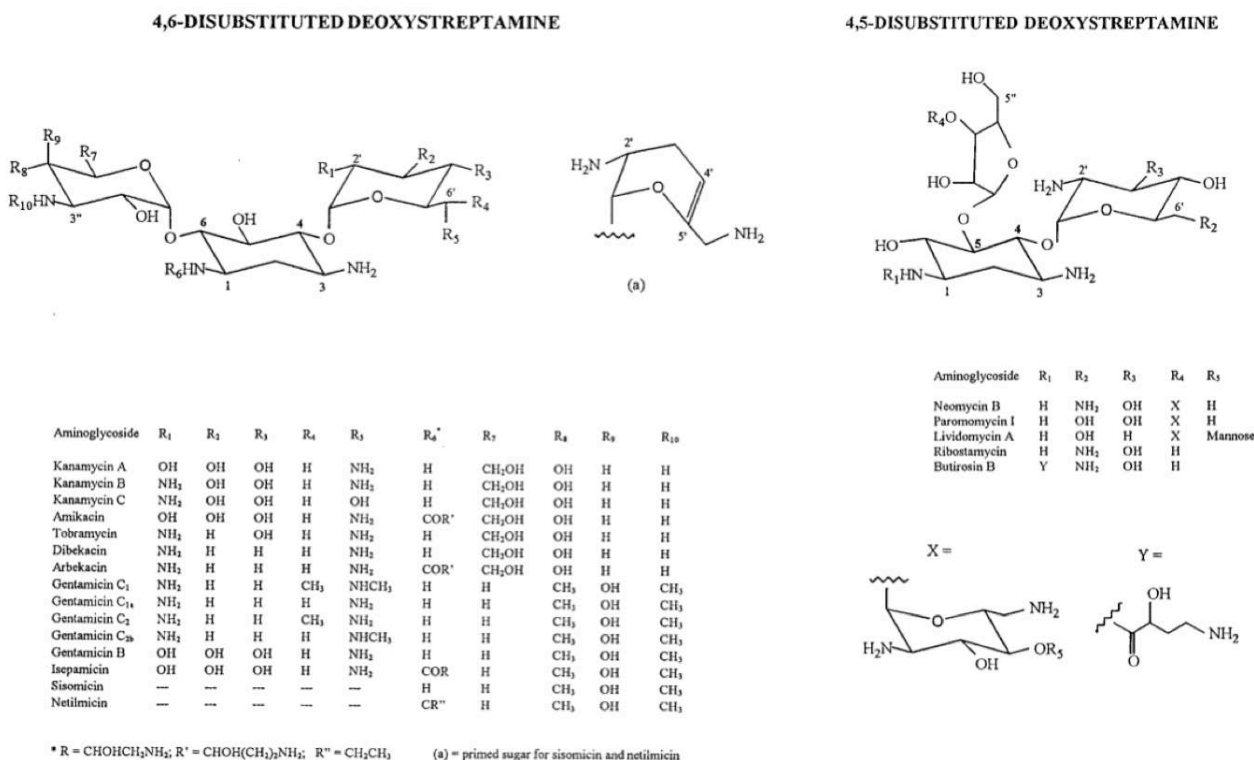 4,6-DISUBSTITUTED DEOXYSTREPTAMINE
R9
R8
R7
O
R10
HN
3"
OH
O
6
HO
4
O
R6HN
1
3
NH2
2'
R1
R2
R3
O
6'
R4
R5
2'
H2N
4'
O
5'
NH2
(a)
Aminoglycoside R1 R2 R3 R4 R5 R6* R7 R8 R9 R10
Kanamycin A OH OH OH H NH2 H CH2OH OH H H
Kanamycin B NH2 OH OH H NH2 H CH2OH OH H H
Kanamycin C NH2 OH OH H OH H CH2OH OH H H
Amikacin OH OH OH H NH2 COR' CH2OH OH H H
Tobramycin NH2 H OH H NH2 H CH2OH OH H H
Dibekacin NH2 H H H NH2 H CH2OH OH H H
Arbekacin NH2 H H H NH2 COR' CH2OH OH H H
Gentamicin C1 NH2 H H CH3 NHCH3 H H CH3 OH CH3
Gentamicin C1a NH2 H H H NH2 H H CH3 OH CH3
Gentamicin C2 NH2 H H CH3 NH2 H H CH3 OH CH3
Gentamicin C2b NH2 H H H NHCH3 H H CH3 OH CH3
Gentamicin B OH OH OH H NH2 H H CH3 OH CH3
Isepamicin OH OH OH H NH2 COR H CH3 OH CH3
Sisomicin --- --- --- --- --- H H CH3 OH CH3
Netilmicin --- --- --- --- --- CR" H CH3 OH CH3
* R = CHOHCH2NH2; R' = CHOH(CH2)2NH2; R" = CH2CH3 (a) = primed sugar for sisomicin and netilmicin
4,5-DISUBSTITUTED DEOXYSTREPTAMINE
HO
5"
R4O
O
HO
O
2'
H2N
R3
OH
O
6'
R2
HO
5
4
O
HN
R1
1
3
NH2
Aminoglycoside R1 R2 R3 R4 R5
Neomycin B H NH2 OH X H
Paromomycin I H OH OH X H
Lividomycin A H OH H X Mannose
Ribostamycin H NH2 OH H
Butirosin B Y NH2 OH H
X =
O
NH2
H2N
OH
OR5
Y =
OH
NH2
O